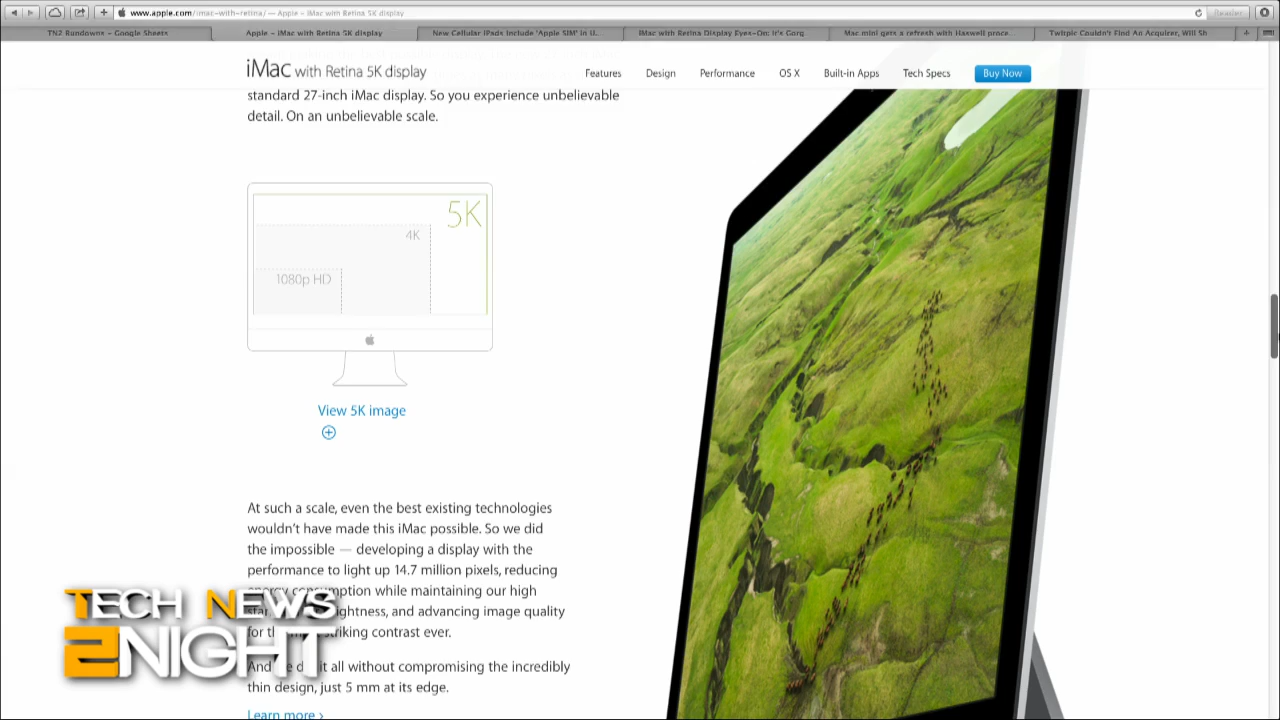 www.apple.com/imac-with-retina/ — Apple – iMac with Retina 5K display
Reader
TN2 Rundowns – Google Sheets
Apple – iMac with Retina 5K display
New Cellular iPads Include 'Apple SIM' in U...
iMac with Retina Display Eyes-On: It's Gorg
Mac mini gets a refresh with Haswell proce...
Twitpic Couldn't Find An Acquirer, Will Sh
iMac with Retina 5K display
Features
Design
Performance
OS X
Built-in Apps
Tech Specs
Buy Now
standard 27-inch iMac display. So you experience unbelievable
detail. On an unbelievable scale.
5K
4K
1080p HD
View 5K image
At such a scale, even the best existing technologies
wouldn't have made this iMac possible. So we did
the impossible — developing a display with the
performance to light up 14.7 million pixels, reducing
energy consumption while maintaining our high
brightness, and advancing image quality
for the most striking contrast ever.
And we did it all without compromising the incredibly
thin design, just 5 mm at its edge.
Learn more ›
TECH NEWS
2NIGHT